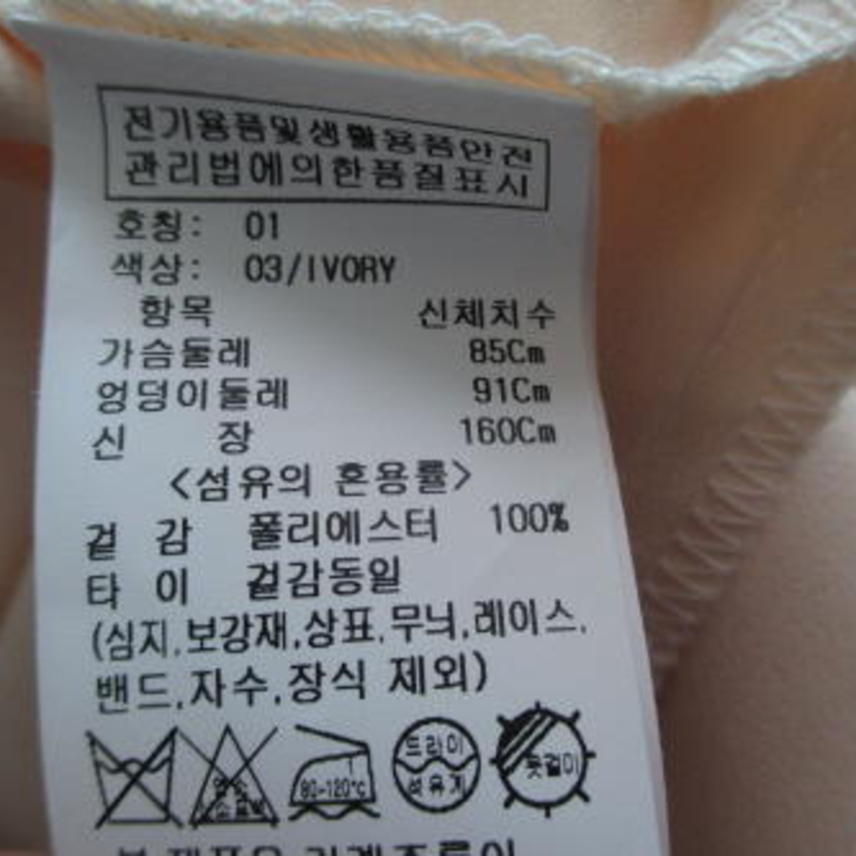 전기용품및생활용품안전
관리법에의한품질표시
호칭: 01
색상: 03/IVORY
항목 신체치수
가슴둘레 85Cm
엉덩이둘레 91Cm
신 장 160Cm
<섬유의 혼용률>
겉 감 폴리에스터 100%
타 이 겉감동일
(심지,보강재,상표,무늬,레이스,
밴드,자수,장식 제외)
80~120℃ 드라이 석유계 옷걸이
본 제품은